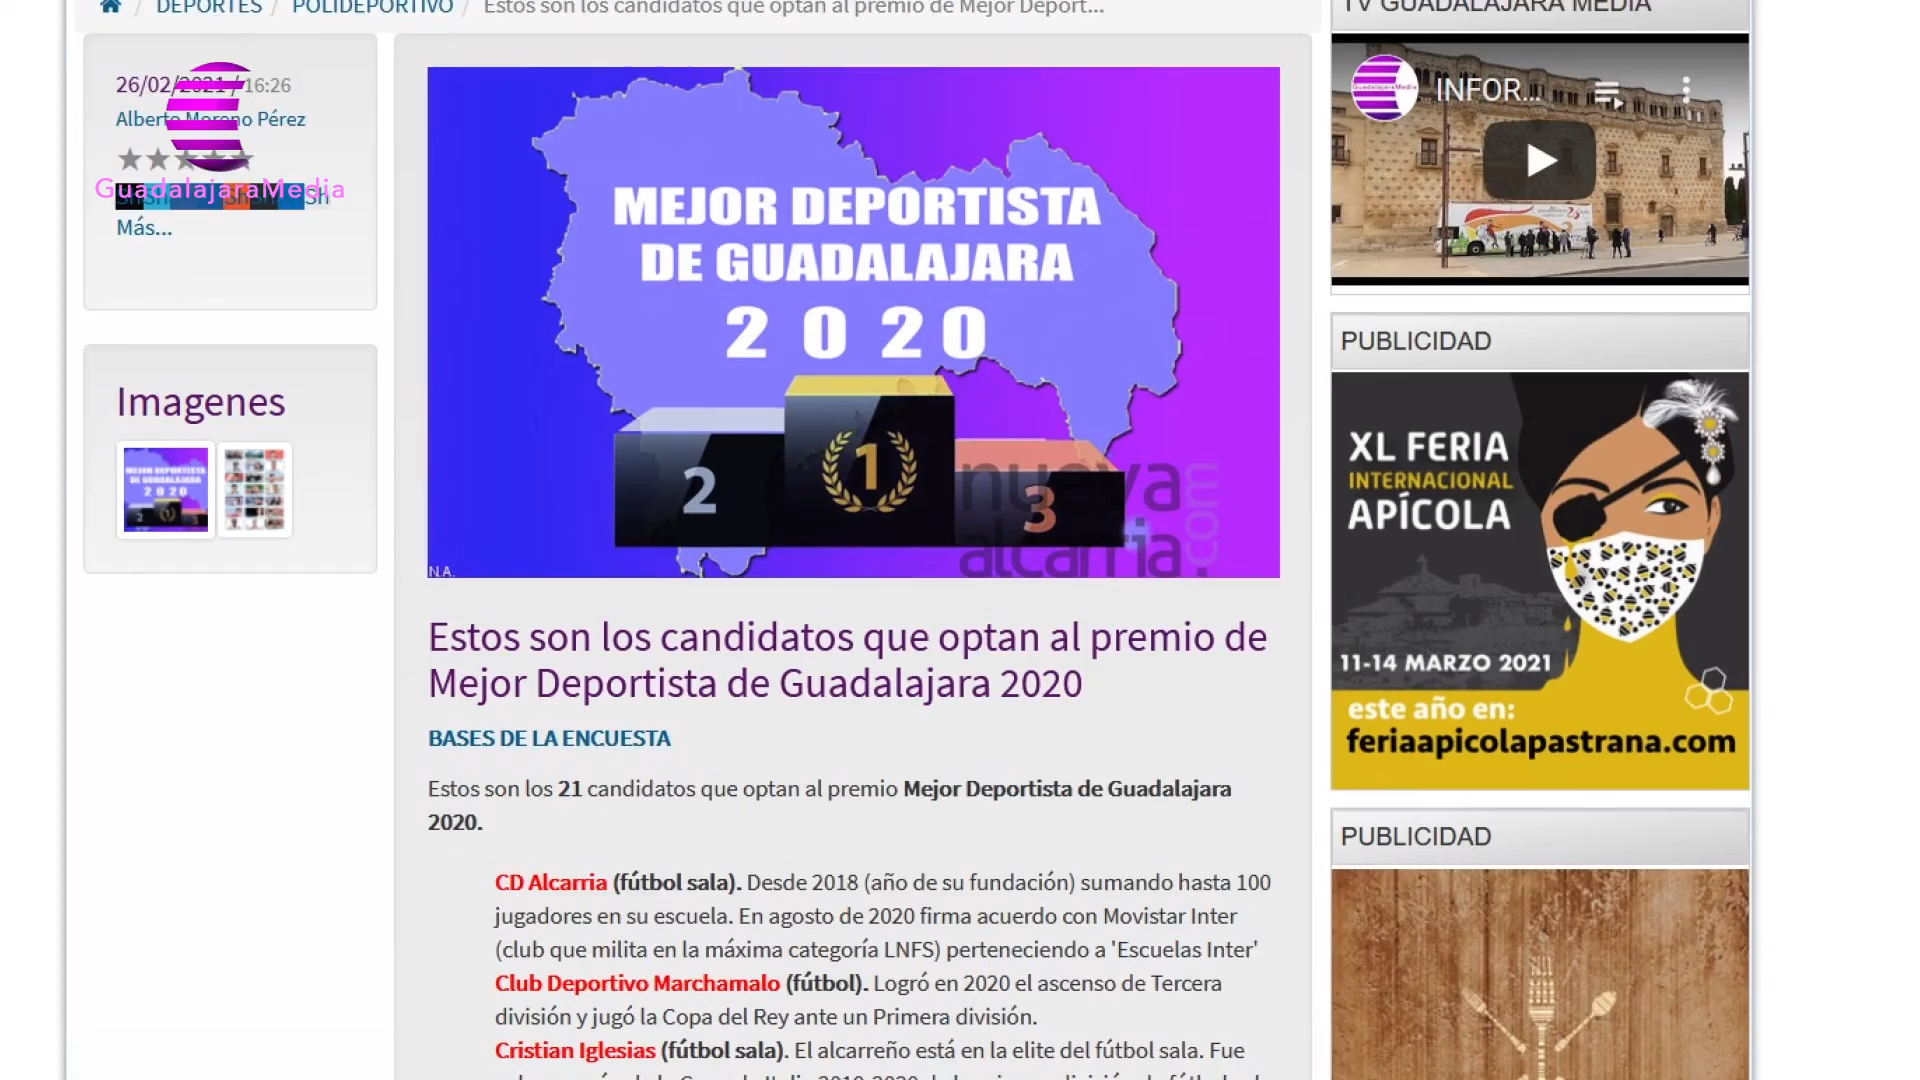 DEPORTES / POLIDEPORTIVO / Estos son los candidatos que optan al premio de Mejor Deport...
26/02/2021 / 16:26
Alberto Moreno Pérez
GuadalajaraMedia
Más...
Imagenes
MEJOR DEPORTISTA
DE GUADALAJARA
2020
1
2
3
nueva
alcarria.com
N.A.
Estos son los candidatos que optan al premio de
Mejor Deportista de Guadalajara 2020
BASES DE LA ENCUESTA
Estos son los 21 candidatos que optan al premio Mejor Deportista de Guadalajara
2020.
CD Alcarria (fútbol sala). Desde 2018 (año de su fundación) sumando hasta 100
jugadores en su escuela. En agosto de 2020 firma acuerdo con Movistar Inter
(club que milita en la máxima categoría LNFS) perteneciendo a 'Escuelas Inter'
Club Deportivo Marchamalo (fútbol). Logró en 2020 el ascenso de Tercera
división y jugó la Copa del Rey ante un Primera división.
Cristian Iglesias (fútbol sala). El alcarreño está en la elite del fútbol sala. Fue
TV GUADALAJARA MEDIA
GuadalajaraMedia
INFOR...
PUBLICIDAD
XL FERIA
INTERNACIONAL
APÍCOLA
11-14 MARZO 2021
este año en:
feriaapicolapastrana.com
PUBLICIDAD